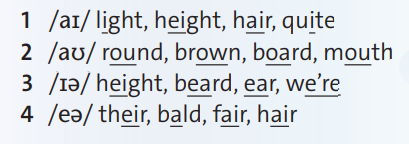 1 /aɪ/ light, height, hair, quite
2 /aʊ/ round, brown, board, mouth
3 /ɪə/ height, beard, ear, we're
4 /eə/ their, bald, fair, hair